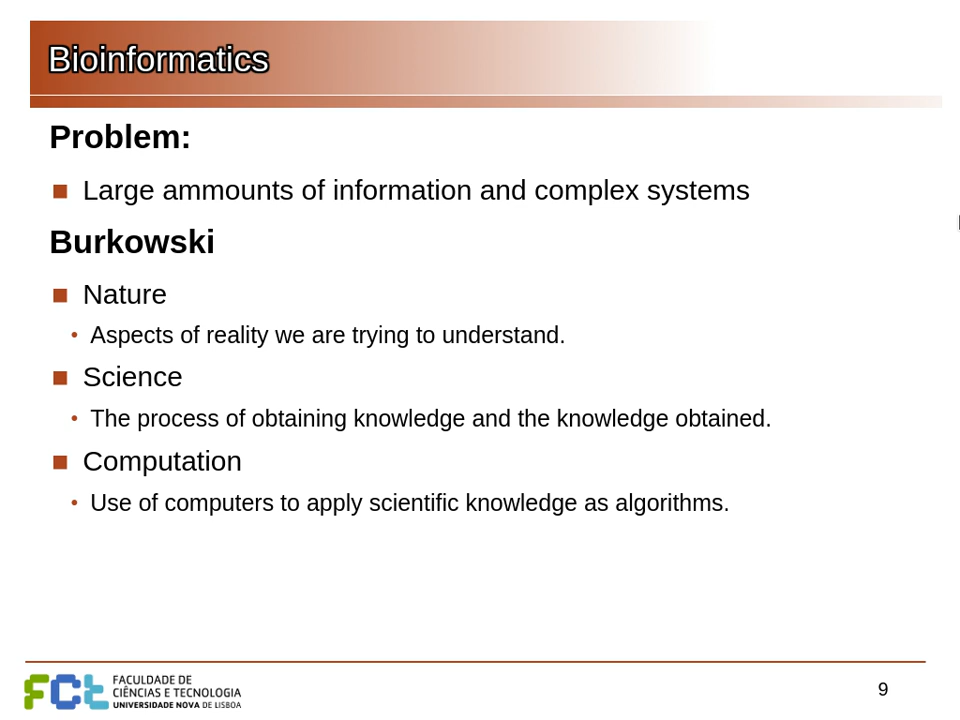 Bioinformatics
Problem:
Large ammounts of information and complex systems
Burkowski
Nature
Aspects of reality we are trying to understand.
Science
The process of obtaining knowledge and the knowledge obtained.
Computation
Use of computers to apply scientific knowledge as algorithms.
FCt
FACULDADE DE
CIÊNCIAS E TECNOLOGIA
UNIVERSIDADE NOVA DE LISBOA
9